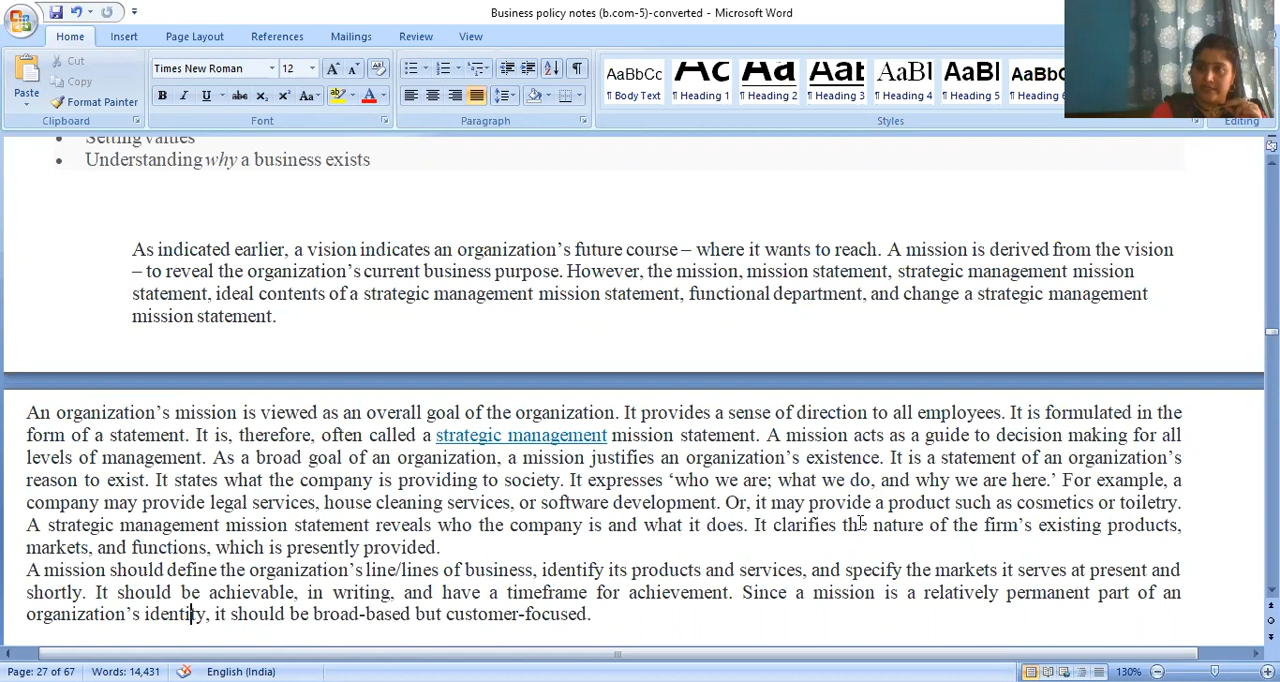 Business policy notes (b.com-5)-converted - Microsoft Word
Home Insert Page Layout References Mailings Review View
Paste
Cut
Copy
Format Painter
Clipboard
Times New Roman 12
Font
Paragraph
AaBbCc AaBbC AaBbC AaBbC
¶ Body Text ¶ Heading 1 ¶ Heading 2 ¶ Heading 3 ¶ Heading 4 ¶ Heading 5
Styles
Editing
• Setting values
• Understanding why a business exists
As indicated earlier, a vision indicates an organization’s future course – where it wants to reach. A mission is derived from the vision
– to reveal the organization’s current business purpose. However, the mission, mission statement, strategic management mission
statement, ideal contents of a strategic management mission statement, functional department, and change a strategic management
mission statement.
An organization’s mission is viewed as an overall goal of the organization. It provides a sense of direction to all employees. It is formulated in the
form of a statement. It is, therefore, often called a strategic management mission statement. A mission acts as a guide to decision making for all
levels of management. As a broad goal of an organization, a mission justifies an organization’s existence. It is a statement of an organization’s
reason to exist. It states what the company is providing to society. It expresses ‘who we are; what we do, and why we are here.’ For example, a
company may provide legal services, house cleaning services, or software development. Or, it may provide a product such as cosmetics or toiletry.
A strategic management mission statement reveals who the company is and what it does. It clarifies the nature of the firm’s existing products,
markets, and functions, which is presently provided.
A mission should define the organization’s line/lines of business, identify its products and services, and specify the markets it serves at present and
shortly. It should be achievable, in writing, and have a timeframe for achievement. Since a mission is a relatively permanent part of an
organization’s identity, it should be broad-based but customer-focused.
Page: 27 of 67 Words: 14,431 English (India) 130%